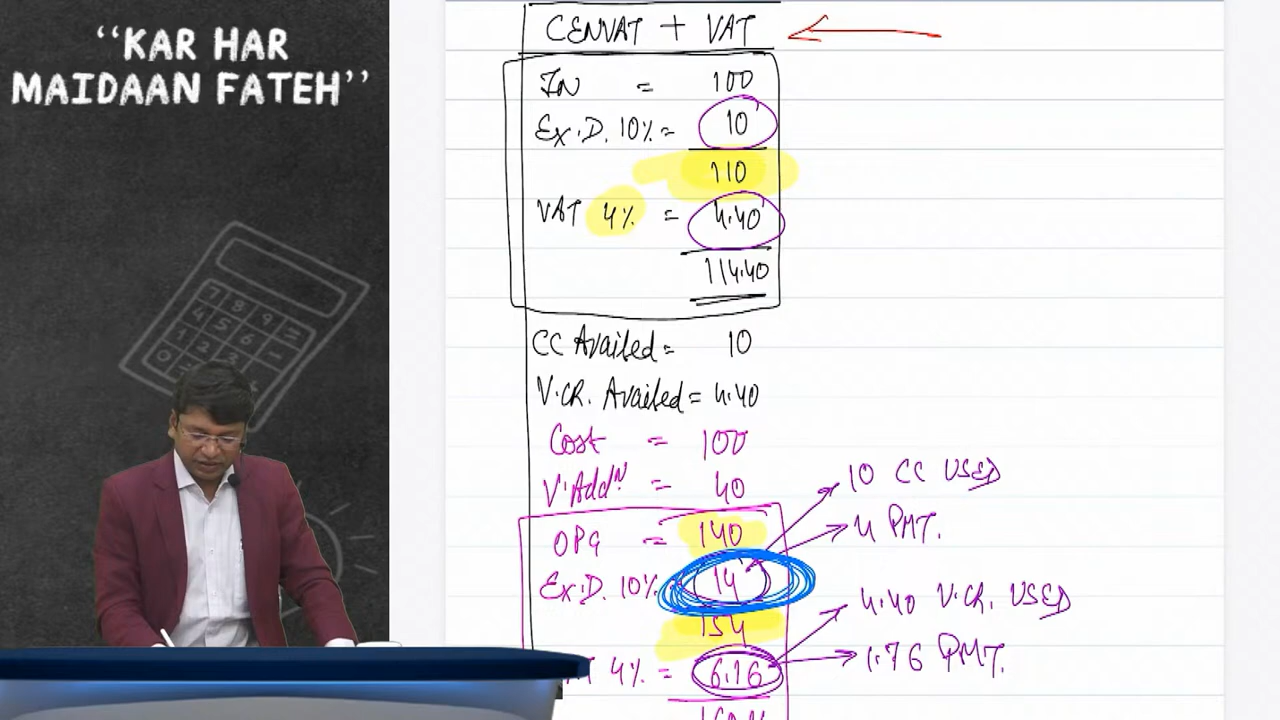 “KAR HAR
MAIDAAN FATEH”
CENVAT + VAT
IN = 100
Ex.D. 10% = 10
110
VAT 4% = 4.40
114.40
CC Availed = 10
V.CR. Availed = 4.40
Cost = 100
V'Addⁿ = 40
10 CC USED
OPG = 140
4 PMT.
Ex.D. 10% 14
4.40 V.CR. USED
154
4% = 6.16
1.76 PMT.